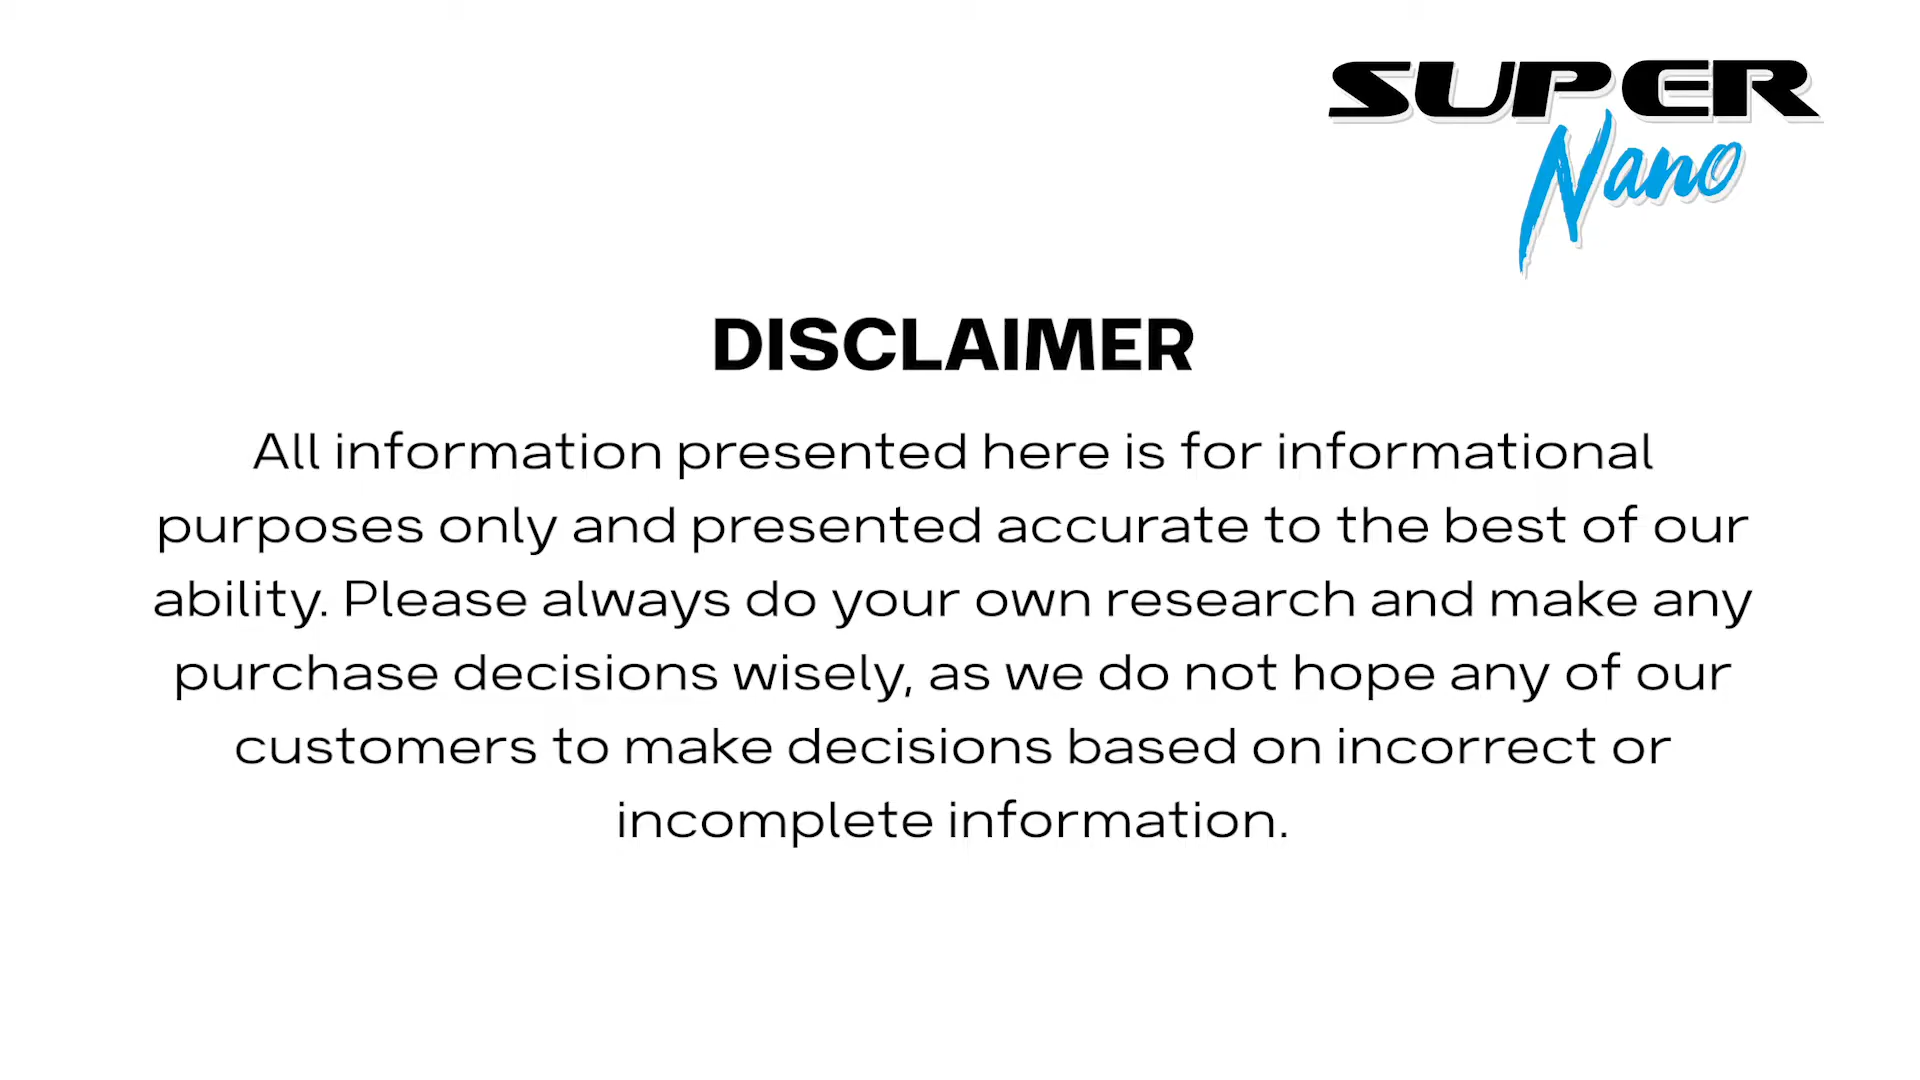 SUPER
Nano
DISCLAIMER
All information presented here is for informational
purposes only and presented accurate to the best of our
ability. Please always do your own research and make any
purchase decisions wisely, as we do not hope any of our
customers to make decisions based on incorrect or
incomplete information.